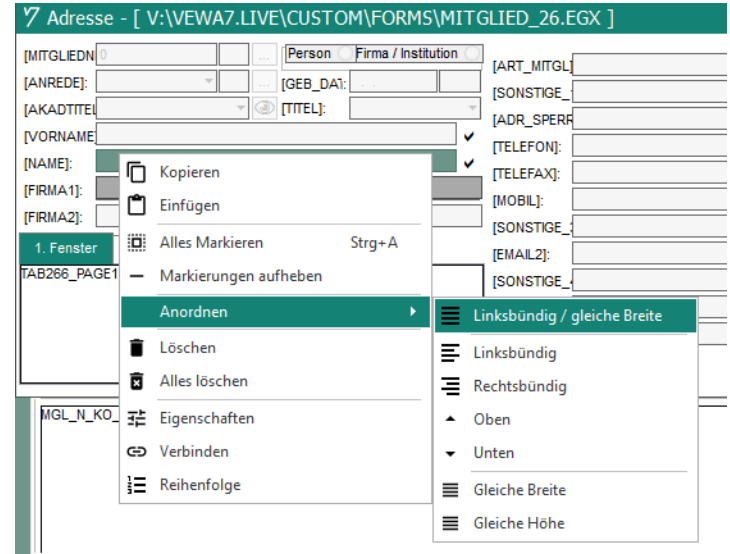 Adresse - [ V:\VEWA7.LIVE\CUSTOM\FORMS\MITGLIED_26.EGX ]
[MITGLIEDN 0 ... Person Firma / Institution
[ANREDE]: ... [GEB_DAT:
[AKADTITEL [TITEL]:
[VORNAME
[NAME]:
[FIRMA1]:
[FIRMA2]:
[ART_MITGL]
[SONSTIGE_
[ADR_SPERR
[TELEFON]:
[TELEFAX]:
[MOBIL]:
[SONSTIGE_
[EMAIL2]:
[SONSTIGE_
1. Fenster
TAB266_PAGE1
MGL_N_KO_
Kopieren
Einfügen
Alles Markieren Strg+A
Markierungen aufheben
Anordnen
Löschen
Alles löschen
Eigenschaften
Verbinden
Reihenfolge
Linksbündig / gleiche Breite
Linksbündig
Rechtsbündig
Oben
Unten
Gleiche Breite
Gleiche Höhe